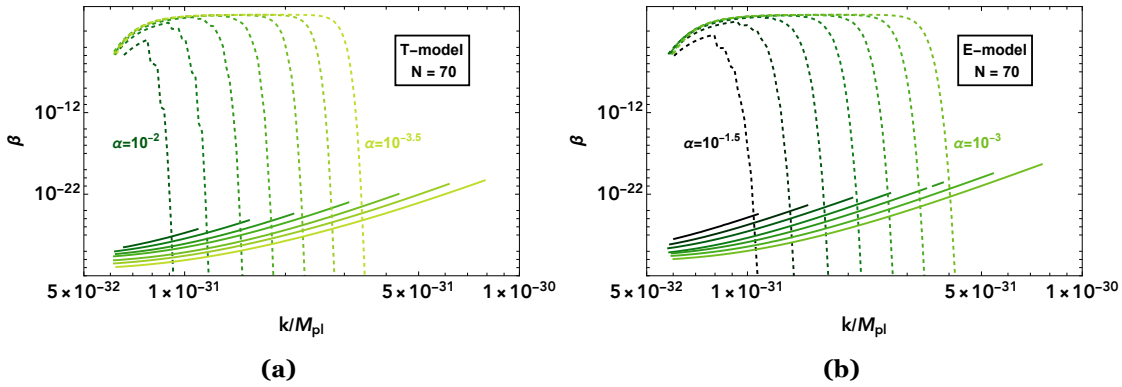 T−model
N = 70
10⁻¹²
β
α=10⁻²
α=10⁻³·⁵
10⁻²²
5×10⁻³²
1×10⁻³¹
5×10⁻³¹
1×10⁻³⁰
k/Mpl
(a)
E−model
N = 70
10⁻¹²
β
α=10⁻¹·⁵
α=10⁻³
10⁻²²
5×10⁻³²
1×10⁻³¹
5×10⁻³¹
1×10⁻³⁰
k/Mpl
(b)